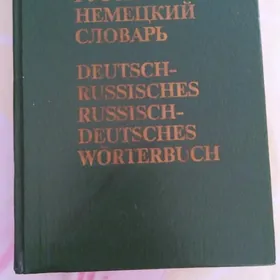 НЕМЕЦКИЙ
СЛОВАРЬ
DEUTSCH-
RUSSISCHES
RUSSISCH-
DEUTSCHES
WÖRTERBUCH